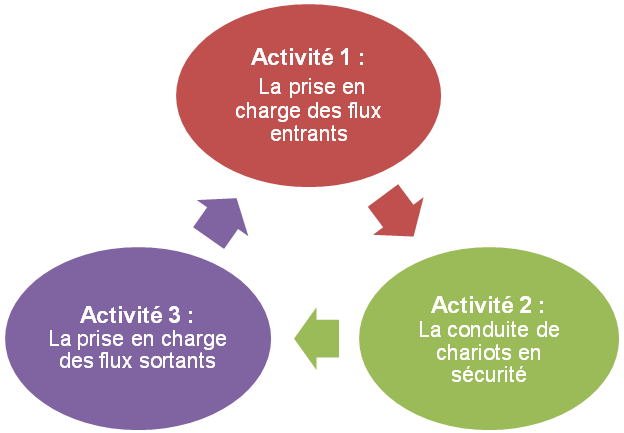 Activité 1 :
La prise en
charge des flux
entrants
Activité 2 :
La conduite de
chariots en
sécurité
Activité 3 :
La prise en charge
des flux sortants